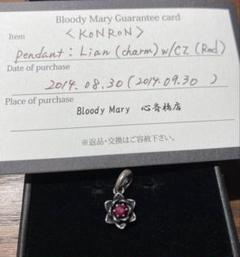 Bloody Mary Guarantee card
Item <KoNRoN>
pendant : Lian (charm) w/CZ (Red)
Date of purchase
2014.08.30 (2014.09.30 )
Place of purchase
Bloody Mary 心斎橋店
※返品・交換はご容赦下さい。